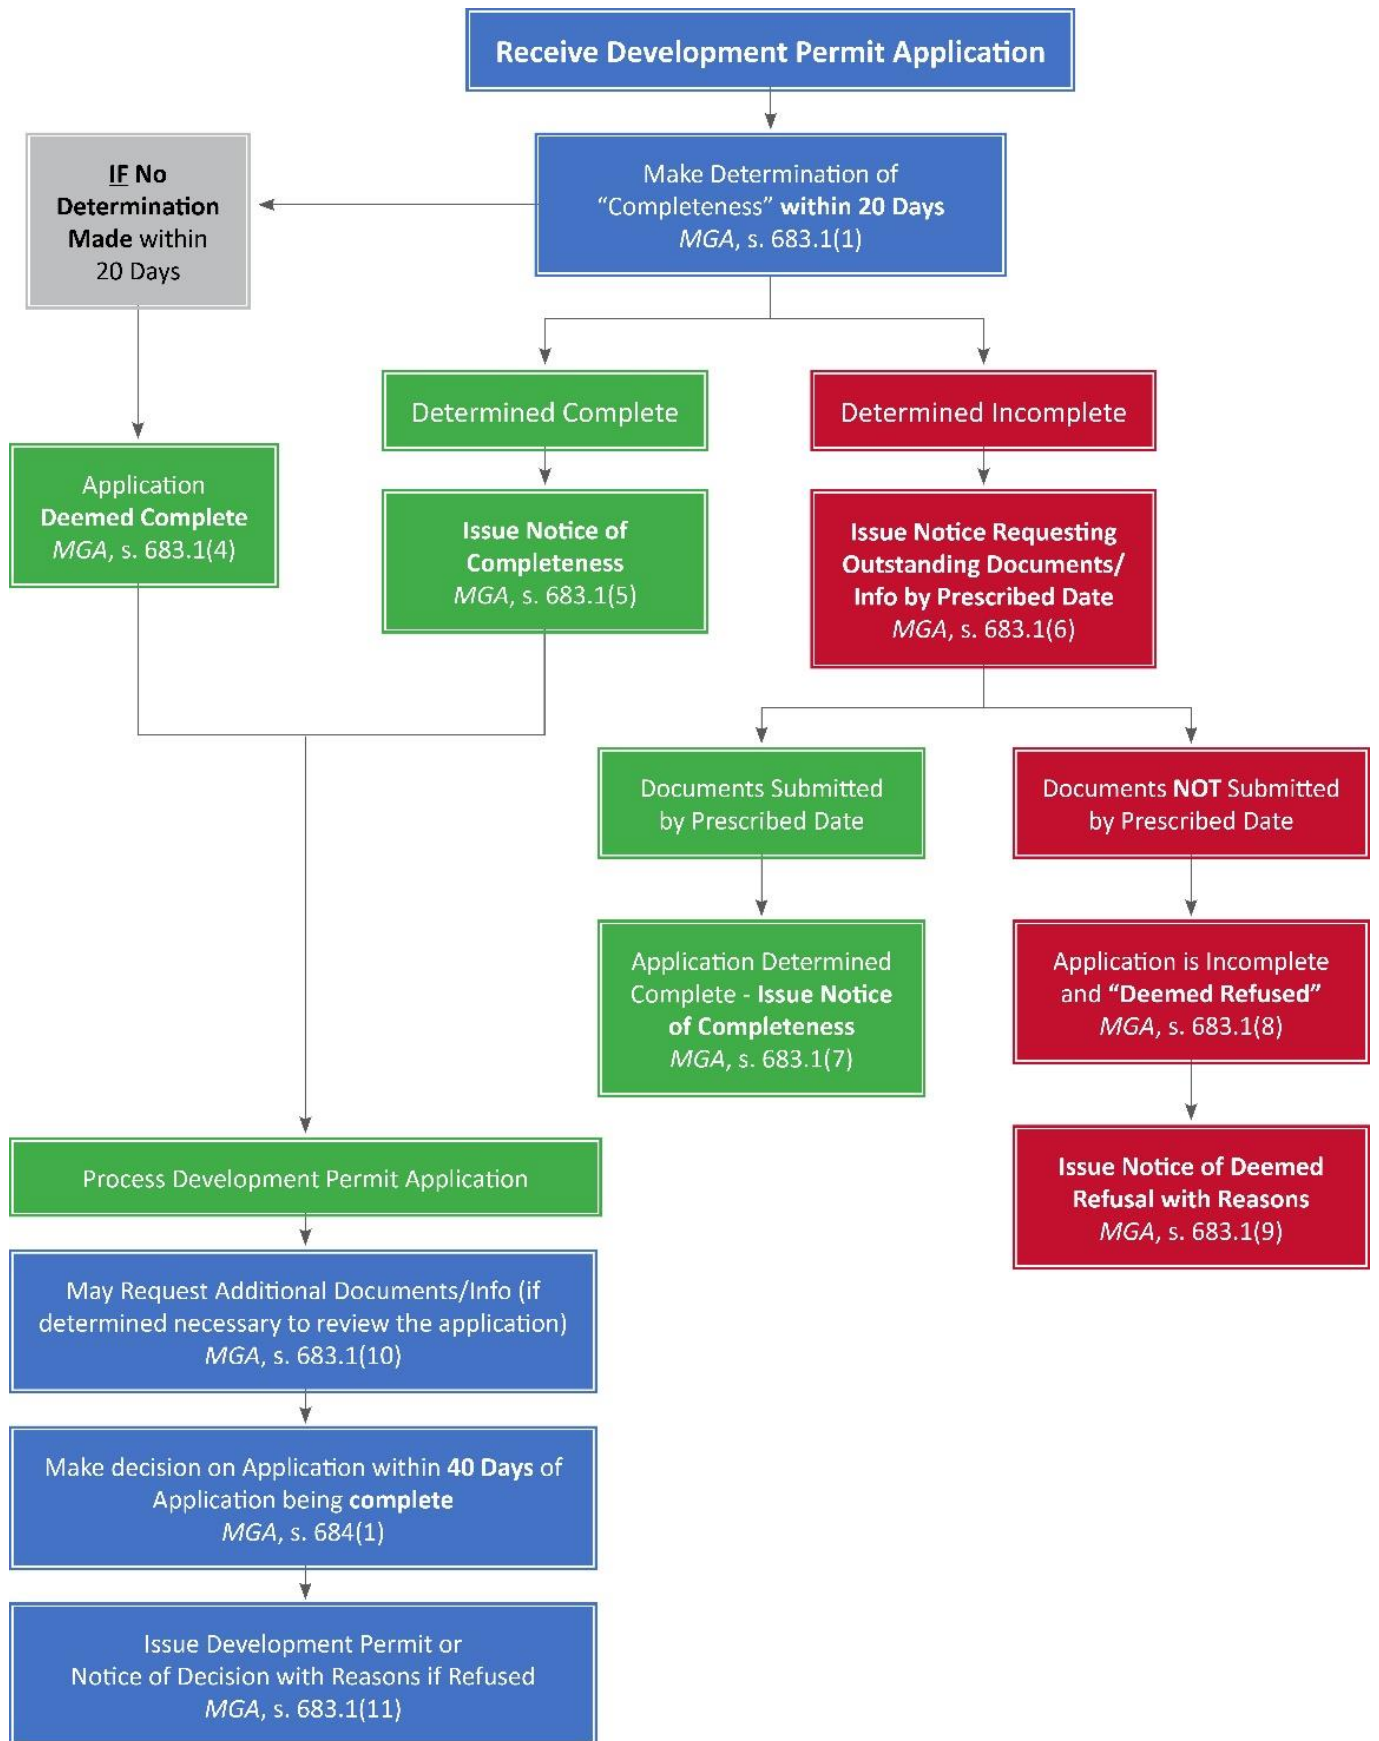 Receive Development Permit Application
Make Determination of
“Completeness” within 20 Days
MGA, s. 683.1(1)
IF No
Determination
Made within
20 Days
Application
Deemed Complete
MGA, s. 683.1(4)
Determined Complete
Issue Notice of
Completeness
MGA, s. 683.1(5)
Determined Incomplete
Issue Notice Requesting
Outstanding Documents/
Info by Prescribed Date
MGA, s. 683.1(6)
Documents Submitted
by Prescribed Date
Application Determined
Complete - Issue Notice
of Completeness
MGA, s. 683.1(7)
Documents NOT Submitted
by Prescribed Date
Application is Incomplete
and “Deemed Refused”
MGA, s. 683.1(8)
Issue Notice of Deemed
Refusal with Reasons
MGA, s. 683.1(9)
Process Development Permit Application
May Request Additional Documents/Info (if
determined necessary to review the application)
MGA, s. 683.1(10)
Make decision on Application within 40 Days of
Application being complete
MGA, s. 684(1)
Issue Development Permit or
Notice of Decision with Reasons if Refused
MGA, s. 683.1(11)